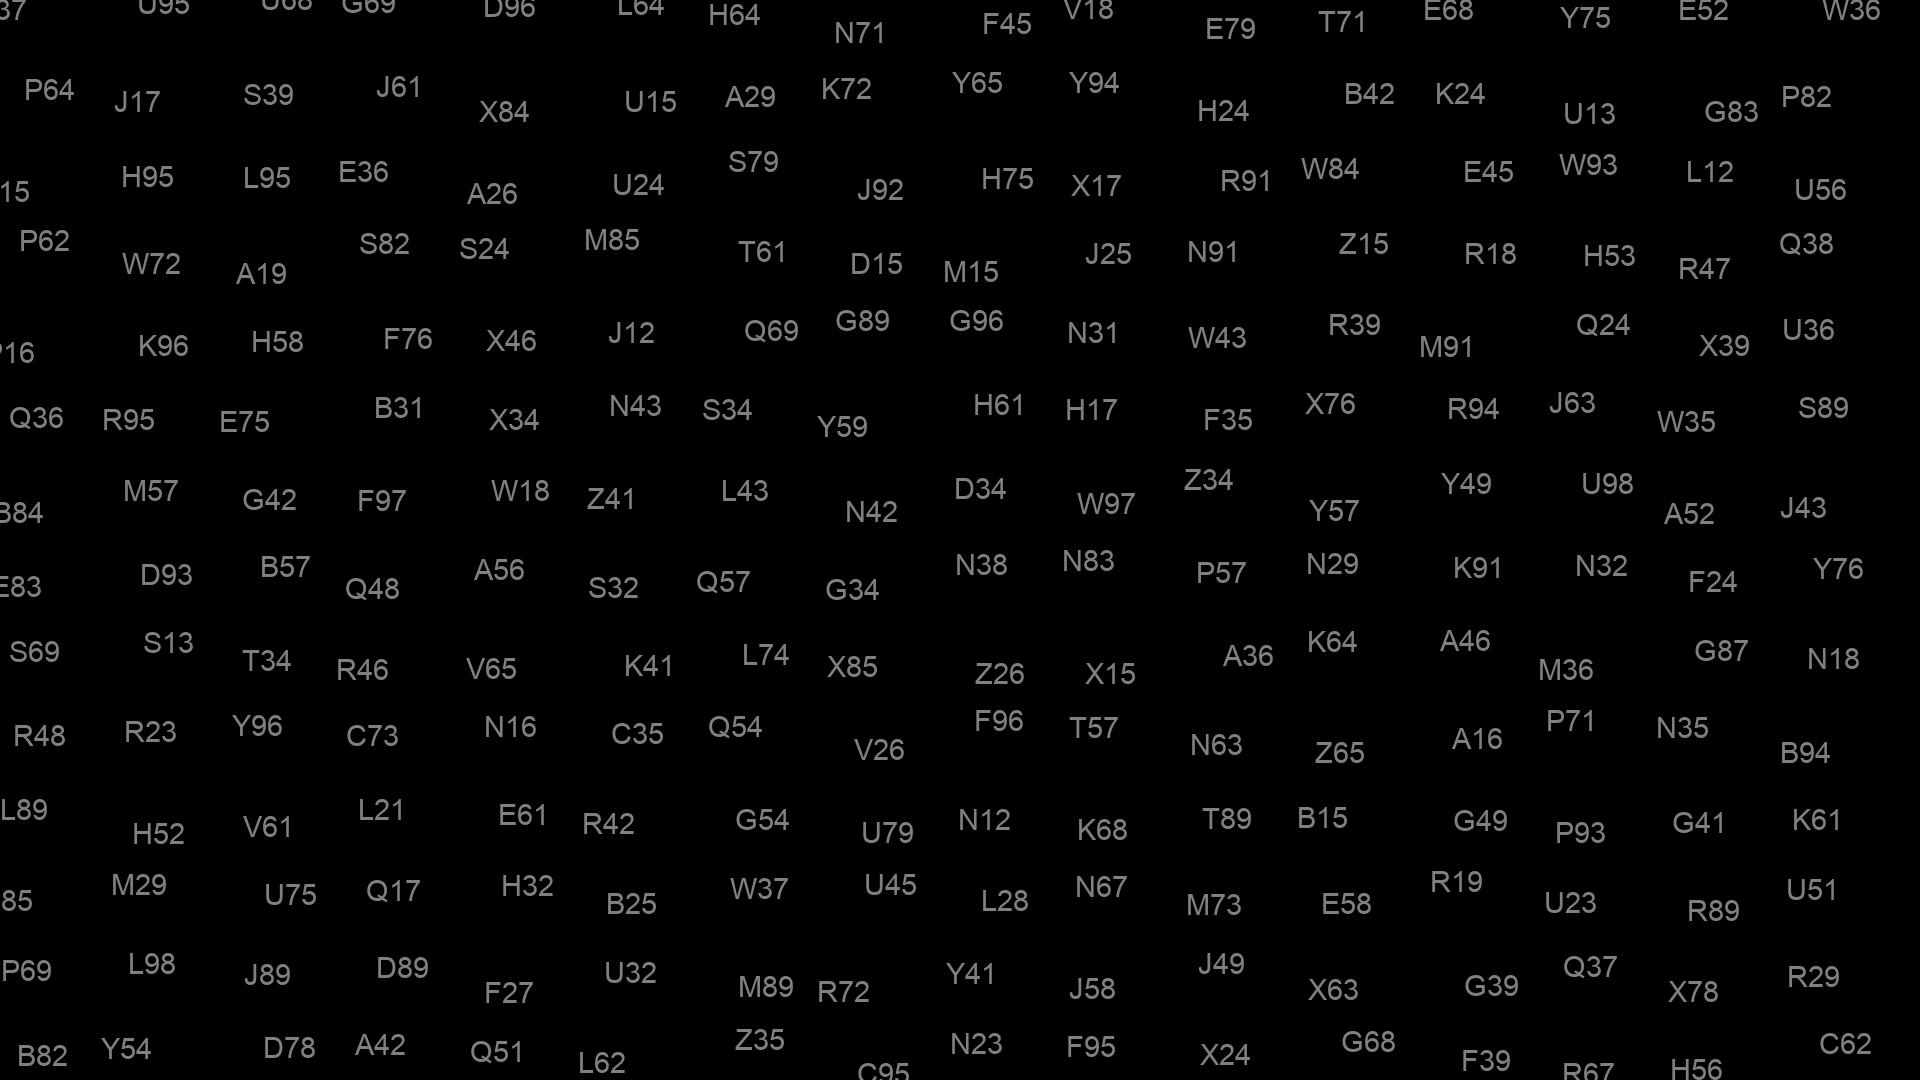 U95 U68 G69 D96 L64 H64 N71 F45 V18 E79 T71 E68 Y75 E52 W36
P64 J17 S39 J61 X84 U15 A29 K72 Y65 Y94 H24 B42 K24 U13 G83 P82
15 H95 L95 E36 A26 U24 S79 J92 H75 X17 R91 W84 E45 W93 L12 U56
P62 W72 A19 S82 S24 M85 T61 D15 M15 J25 N91 Z15 R18 H53 R47 Q38
16 K96 H58 F76 X46 J12 Q69 G89 G96 N31 W43 R39 M91 Q24 X39 U36
Q36 R95 E75 B31 X34 N43 S34 Y59 H61 H17 F35 X76 R94 J63 W35 S89
B84 M57 G42 F97 W18 Z41 L43 N42 D34 W97 Z34 Y57 Y49 U98 A52 J43
E83 D93 B57 Q48 A56 S32 Q57 G34 N38 N83 P57 N29 K91 N32 F24 Y76
S69 S13 T34 R46 V65 K41 L74 X85 Z26 X15 A36 K64 A46 M36 G87 N18
R48 R23 Y96 C73 N16 C35 Q54 V26 F96 T57 N63 Z65 A16 P71 N35 B94
L89 H52 V61 L21 E61 R42 G54 U79 N12 K68 T89 B15 G49 P93 G41 K61
85 M29 U75 Q17 H32 B25 W37 U45 L28 N67 M73 E58 R19 U23 R89 U51
P69 L98 J89 D89 F27 U32 M89 R72 Y41 J58 J49 X63 G39 Q37 X78 R29
B82 Y54 D78 A42 Q51 L62 Z35 C95 N23 F95 X24 G68 F39 R67 H56 C62